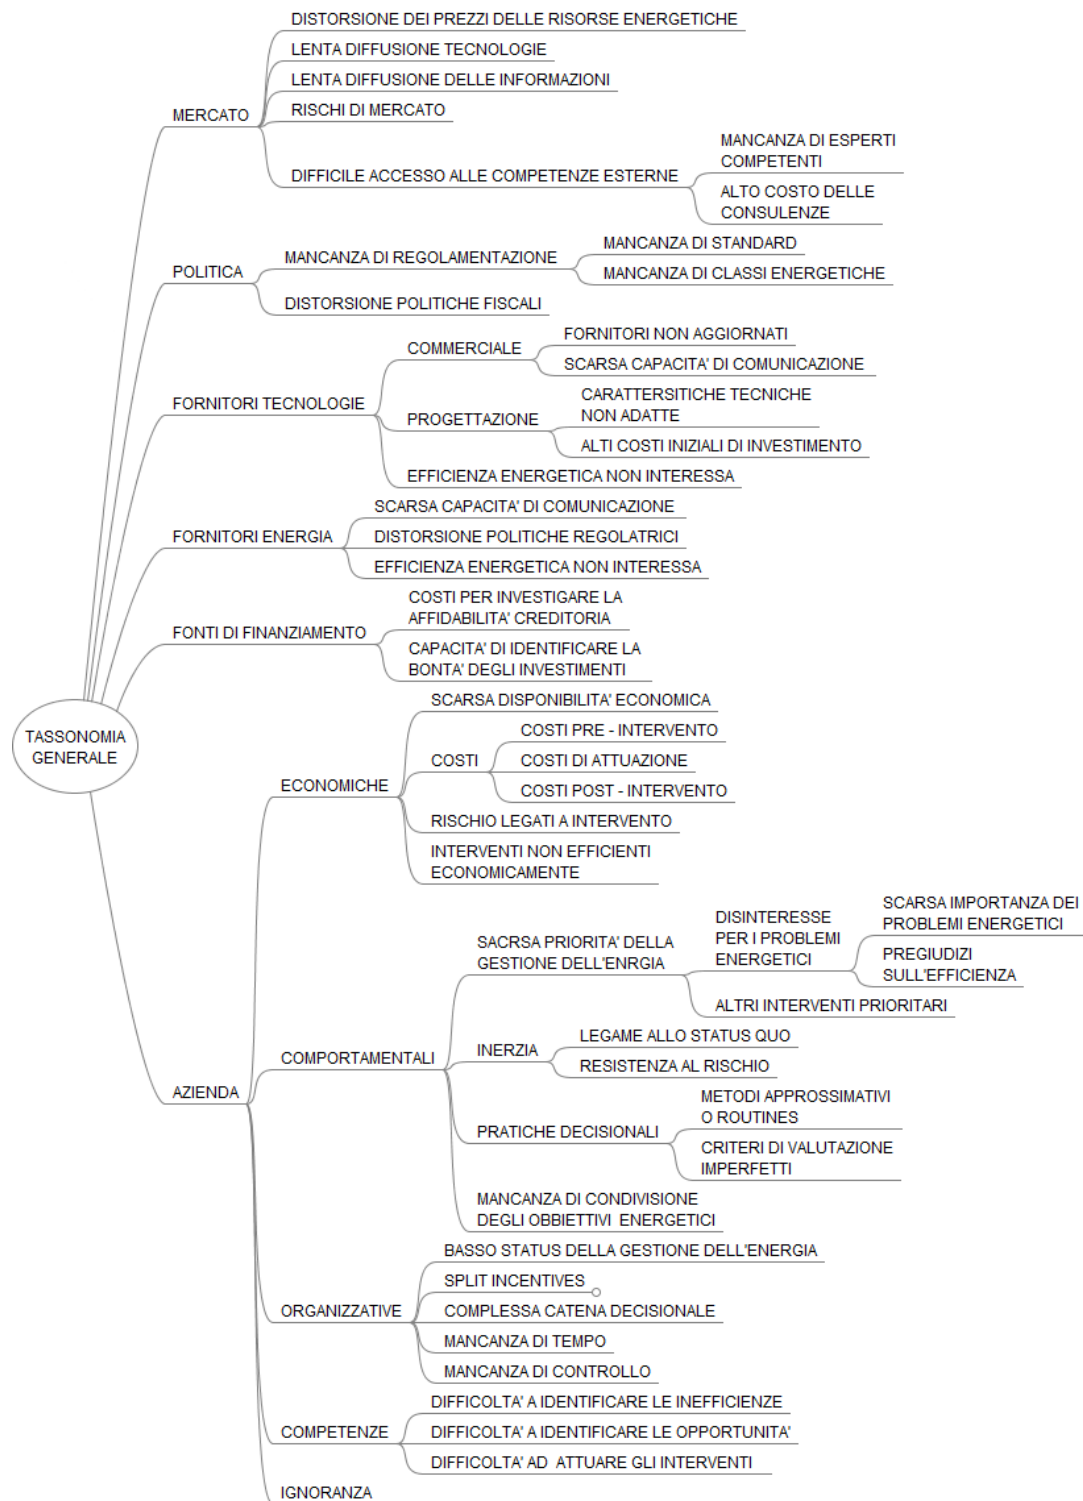 DISTORSIONE DEI PREZZI DELLE RISORSE ENERGETICHE
LENTA DIFFUSIONE TECNOLOGIE
LENTA DIFFUSIONE DELLE INFORMAZIONI
MERCATO
RISCHI DI MERCATO
DIFFICILE ACCESSO ALLE COMPETENZE ESTERNE
MANCANZA DI ESPERTI
COMPETENTI
ALTO COSTO DELLE
CONSULENZE
POLITICA
MANCANZA DI REGOLAMENTAZIONE
MANCANZA DI STANDARD
MANCANZA DI CLASSI ENERGETICHE
DISTORSIONE POLITICHE FISCALI
FORNITORI TECNOLOGIE
COMMERCIALE
FORNITORI NON AGGIORNATI
SCARSA CAPACITA' DI COMUNICAZIONE
PROGETTAZIONE
CARATTERSITICHE TECNICHE
NON ADATTE
ALTI COSTI INIZIALI DI INVESTIMENTO
EFFICIENZA ENERGETICA NON INTERESSA
FORNITORI ENERGIA
SCARSA CAPACITA' DI COMUNICAZIONE
DISTORSIONE POLITICHE REGOLATRICI
EFFICIENZA ENERGETICA NON INTERESSA
FONTI DI FINANZIAMENTO
COSTI PER INVESTIGARE LA
AFFIDABILITA' CREDITORIA
CAPACITA' DI IDENTIFICARE LA
BONTA' DEGLI INVESTIMENTI
TASSONOMIA
GENERALE
AZIENDA
ECONOMICHE
SCARSA DISPONIBILITA' ECONOMICA
COSTI
COSTI PRE - INTERVENTO
COSTI DI ATTUAZIONE
COSTI POST - INTERVENTO
RISCHIO LEGATI A INTERVENTO
INTERVENTI NON EFFICIENTI
ECONOMICAMENTE
COMPORTAMENTALI
SACRSA PRIORITA' DELLA
GESTIONE DELL'ENRGIA
DISINTERESSE
PER I PROBLEMI
ENERGETICI
SCARSA IMPORTANZA DEI
PROBLEMI ENERGETICI
PREGIUDIZI
SULL'EFFICIENZA
ALTRI INTERVENTI PRIORITARI
INERZIA
LEGAME ALLO STATUS QUO
RESISTENZA AL RISCHIO
PRATICHE DECISIONALI
METODI APPROSSIMATIVI
O ROUTINES
CRITERI DI VALUTAZIONE
IMPERFETTI
MANCANZA DI CONDIVISIONE
DEGLI OBBIETTIVI ENERGETICI
ORGANIZZATIVE
BASSO STATUS DELLA GESTIONE DELL'ENERGIA
SPLIT INCENTIVES
COMPLESSA CATENA DECISIONALE
MANCANZA DI TEMPO
MANCANZA DI CONTROLLO
COMPETENZE
DIFFICOLTA' A IDENTIFICARE LE INEFFICIENZE
DIFFICOLTA' A IDENTIFICARE LE OPPORTUNITA'
DIFFICOLTA' AD ATTUARE GLI INTERVENTI
IGNORANZA